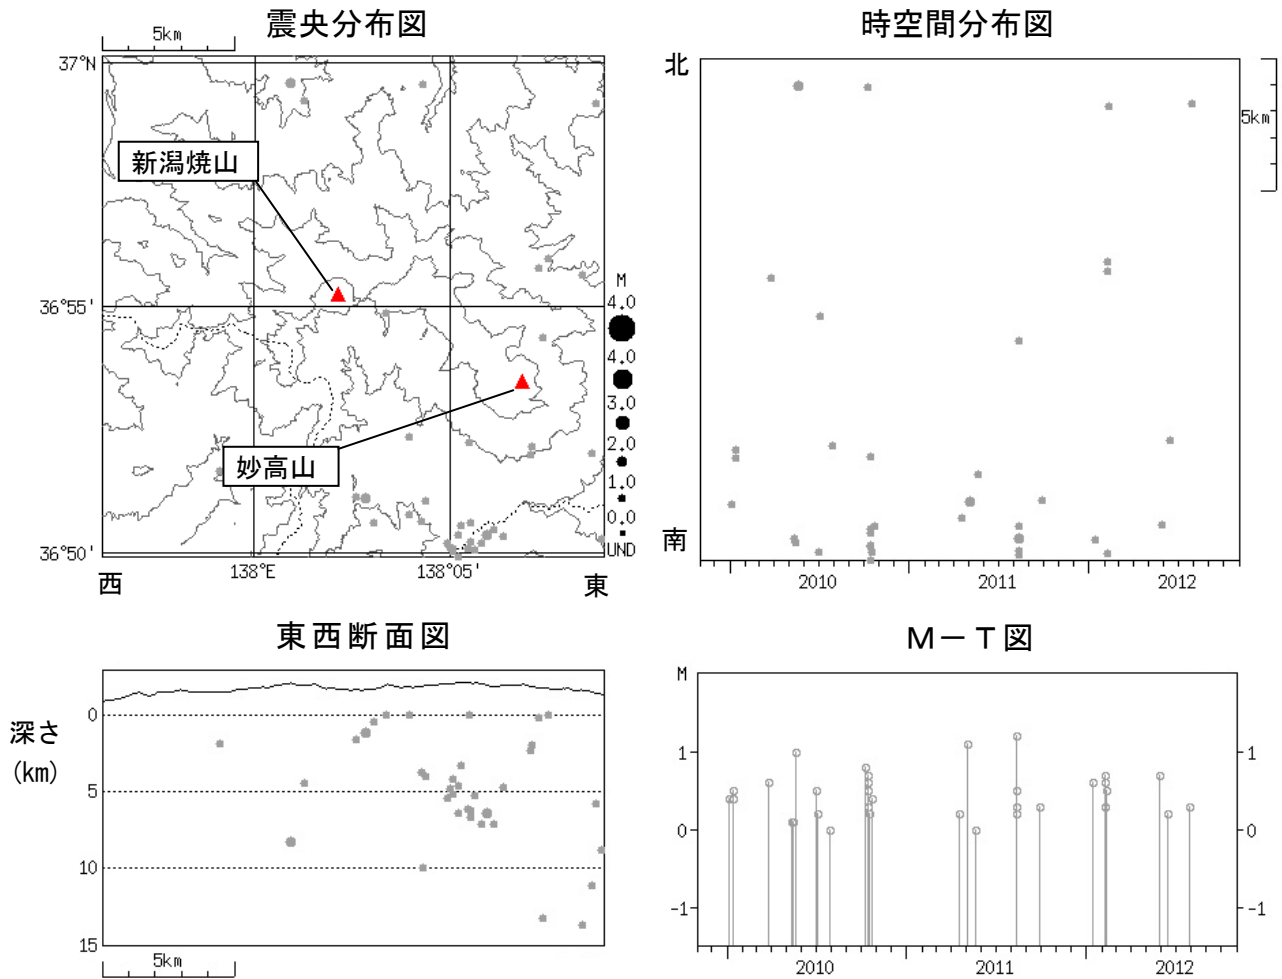 震央分布図
5km
37°N
新潟焼山
36°55'
妙高山
36°50'
138°E
138°05'
西
東
M
4.0
4.0
3.0
2.0
1.0
0.0
UND
時空間分布図
北
5km
南
2010
2011
2012
東西断面図
深さ
(km)
0
5
10
15
5km
M－T図
M
1
0
-1
1
0
-1
2010
2011
2012